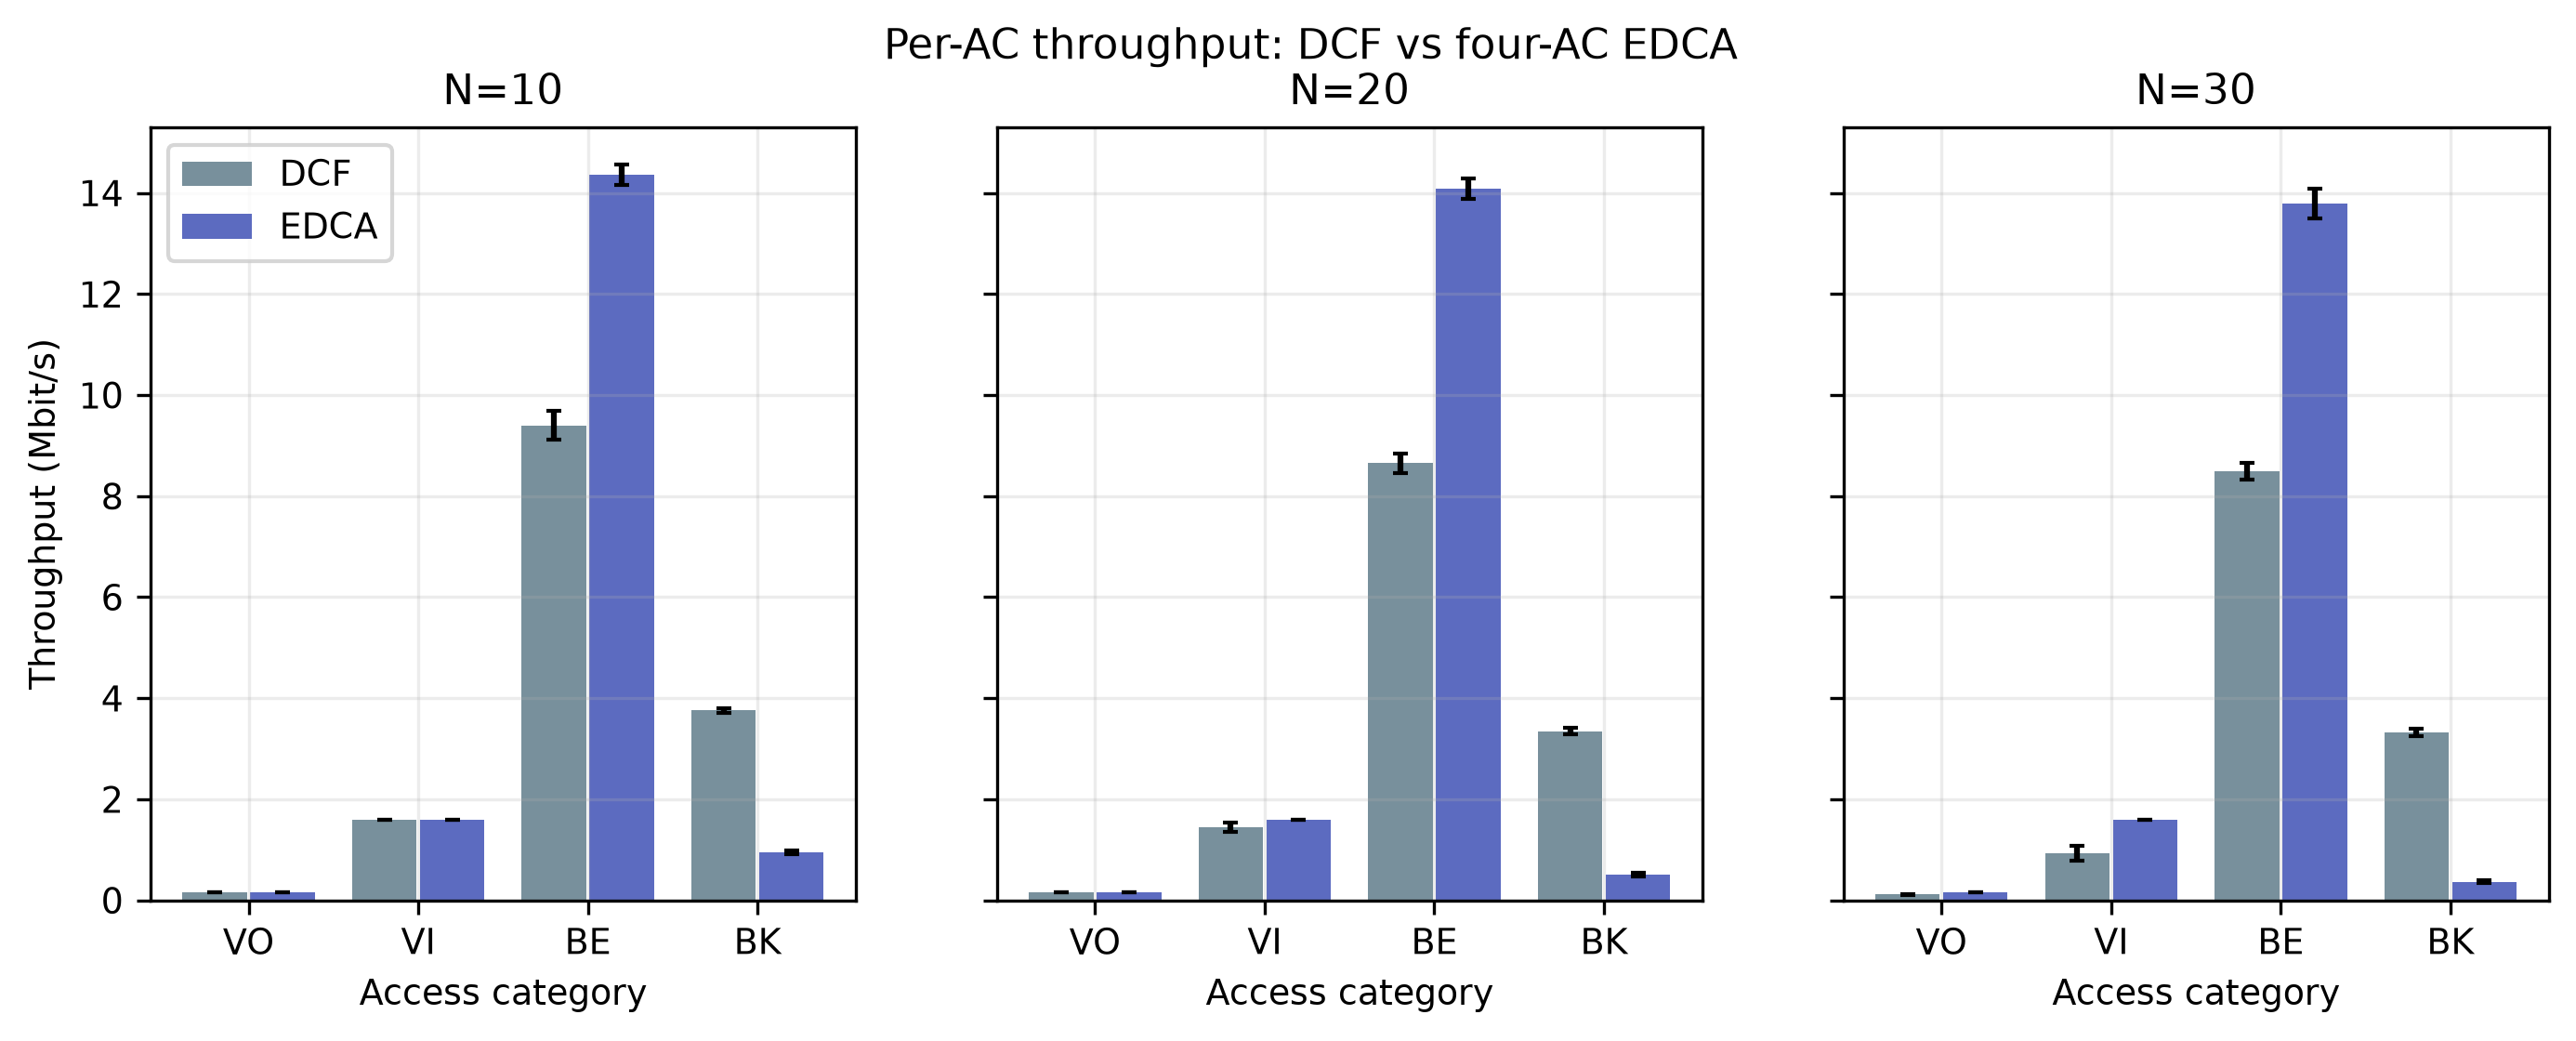 Per-AC throughput: DCF vs four-AC EDCA
N=10
N=20
N=30
DCF
EDCA
Throughput (Mbit/s)
14
12
10
8
6
4
2
0
VO VI BE BK
VO VI BE BK
VO VI BE BK
Access category
Access category
Access category